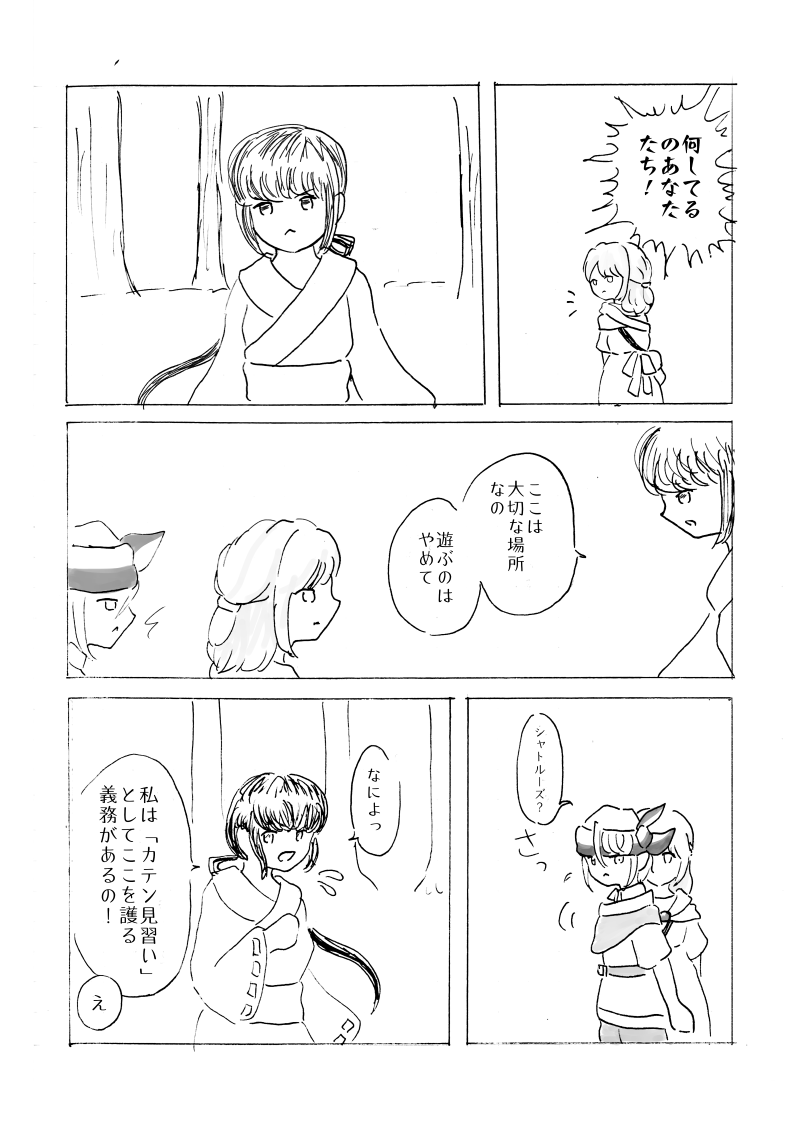 何してる
のあなた
たち！
ここは
大切な場所
なの
遊ぶのは
やめて
シャトルーズ？
さっ
なによっ
私は「カテン見習い」
としてここを護る
義務があるの！
え